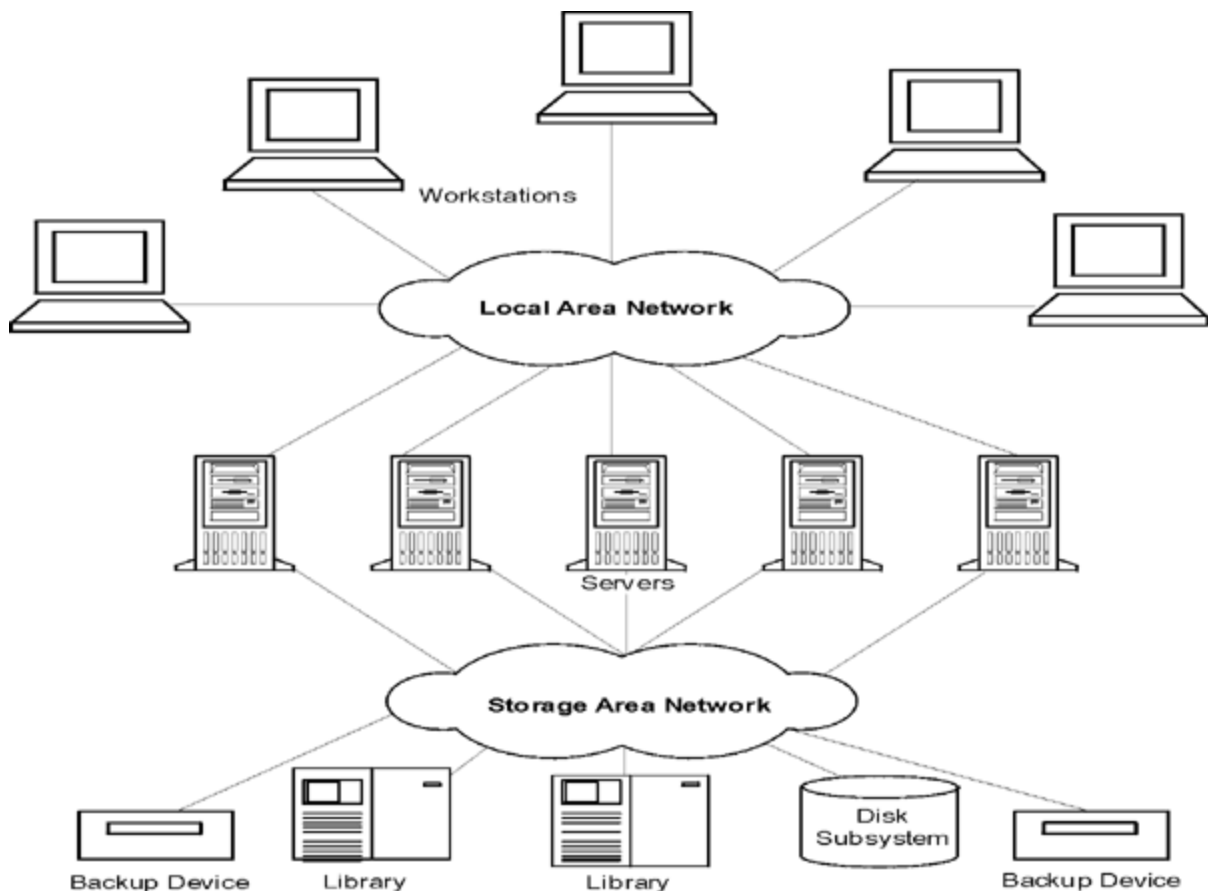 Workstations
Local Area Network
Servers
Storage Area Network
Disk
Subsystem
Backup Device
Library
Library
Backup Device